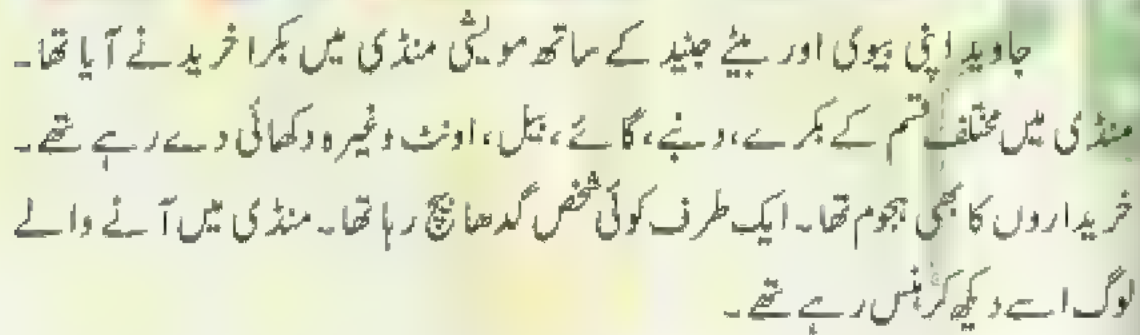 جاوید اپنی بیوی اور بیٹے جنید کے ساتھ مویشی منڈی میں بکرا خریدنے آیا تھا۔
منڈی میں مختلف قسم کے بکرے، دنبے، گائے، بیل، اونٹ وغیرہ دکھائی دے رہے تھے۔
خریداروں کا بھی ہجوم تھا۔ ایک طرف کوئی شخص گدھا بیچ رہا تھا۔ منڈی میں آنے والے
لوگ اسے دیکھ کر ہنس رہے تھے۔